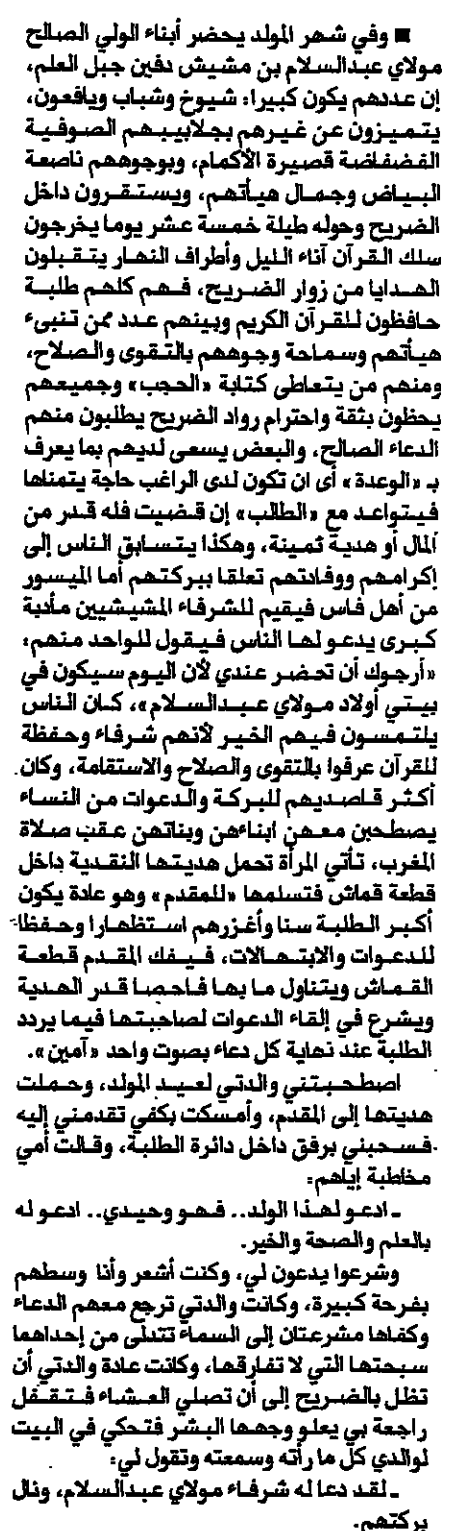 ■ وفي شهر المولد يحضر أبناء الولي الصالح
مولاي عبدالسلام بن مشيش دفين جبل العلم،
إن عددهم يكون كبيرا: شيوخ وشباب ويافعون،
يتميزون عن غيرهم بجلابيبهم الصوفية
الفضفاضة قصيرة الأكمام، وبوجوههم ناصعة
البياض وجمال هيأتهم، ويستقرون داخل
الضريح وحوله طيلة خمسة عشر يوما يخرجون
سلك القرآن آناء الليل وأطراف النهار يتقبلون
الهدايا من زوار الضريح، فهم كلهم طلبة
حافظون للقرآن الكريم وبينهم عدد ممن تنبىء
هيأتهم وسماحة وجوههم بالتقوى والصلاح،
ومنهم من يتعاطى كتابة «الحجب» وجميعهم
يحظون بثقة واحترام رواد الضريح يطلبون منهم
الدعاء الصالح، والبعض يسعى لديهم بما يعرف
بـ «الوعدة» أى ان تكون لدى الراغب حاجة يتمناها
فيتواعد مع «الطالب» إن قضيت فله قدر من
المال أو هدية ثمينة، وهكذا يتسابق الناس إلى
إكرامهم ووفادتهم تعلقا ببركتهم أما الميسور
من أهل فاس فيقيم للشرفاء المشيشيين مأدبة
كبرى يدعو لها الناس فيقول للواحد منهم:
«أرجوك أن تحضر عندي لأن اليوم سيكون في
بيتي أولاد مولاي عبدالسلام»، كان الناس
يلتمسون فيهم الخير لأنهم شرفاء وحفظة
للقرآن عرفوا بالتقوى والصلاح والاستقامة، وكان
أكثر قاصديهم للبركة والدعوات من النساء
يصطحبن معهن ابناءهن وبناتهن عقب صلاة
المغرب، تأتي المرأة تحمل هديتها النقدية داخل
قطعة قماش فتسلمها «للمقدم» وهو عادة يكون
أكبر الطلبة سنا وأغزرهم استظهارا وحفظا
للدعوات والابتهالات، فيفك المقدم قطعة
القماش ويتناول ما بها فاحصا قدر الهدية
ويشرع في إلقاء الدعوات لصاحبتها فيما يردد
الطلبة عند نهاية كل دعاء بصوت واحد «آمين».
اصطحبتني والدتي لعيد المولد، وحملت
هديتها إلى المقدم، وأمسكت بكفي تقدمني إليه
فسحبني برفق داخل دائرة الطلبة، وقالت أمي
مخاطبة إياهم:
ـ ادعو لهذا الولد.. فهو وحيدي.. ادعو له
بالعلم والصحة والخير.
وشرعوا يدعون لي، وكنت أشعر وأنا وسطهم
بفرحة كبيرة، وكانت والدتي ترجع معهم الدعاء
وكفاها مشرعتان إلى السماء تتدلى من إحداهما
سبحتها التي لا تفارقها، وكانت عادة والدتي أن
تظل بالضريح إلى أن تصلي العشاء فتقفل
راجعة بي يعلو وجهها البشر فتحكي في البيت
لوالدي كل ما رأته وسمعته وتقول لي:
ـ لقد دعا له شرفاء مولاي عبدالسلام، ونال
بركتهم.